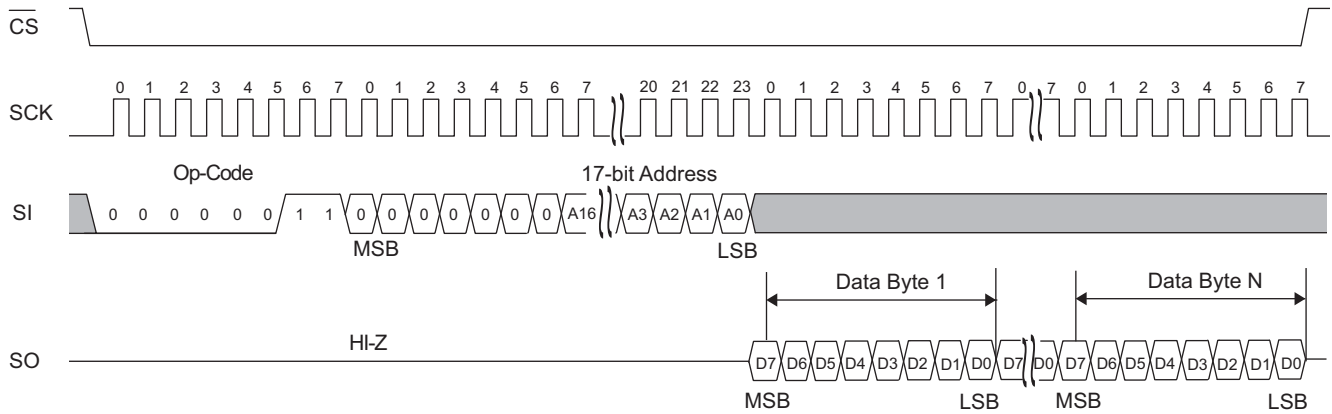 CS
0 1 2 3 4 5 6 7 0 1 2 3 4 5 6 7 20 21 22 23 0 1 2 3 4 5 6 7 0 7 0 1 2 3 4 5 6 7
SCK
Op-Code 17-bit Address
SI 0 0 0 0 0 0 1 1 0 0 0 0 0 0 0 A16 A3 A2 A1 A0
MSB LSB
Data Byte 1 Data Byte N
HI-Z
SO D7 D6 D5 D4 D3 D2 D1 D0 D7 D0 D7 D6 D5 D4 D3 D2 D1 D0
MSB LSB MSB LSB